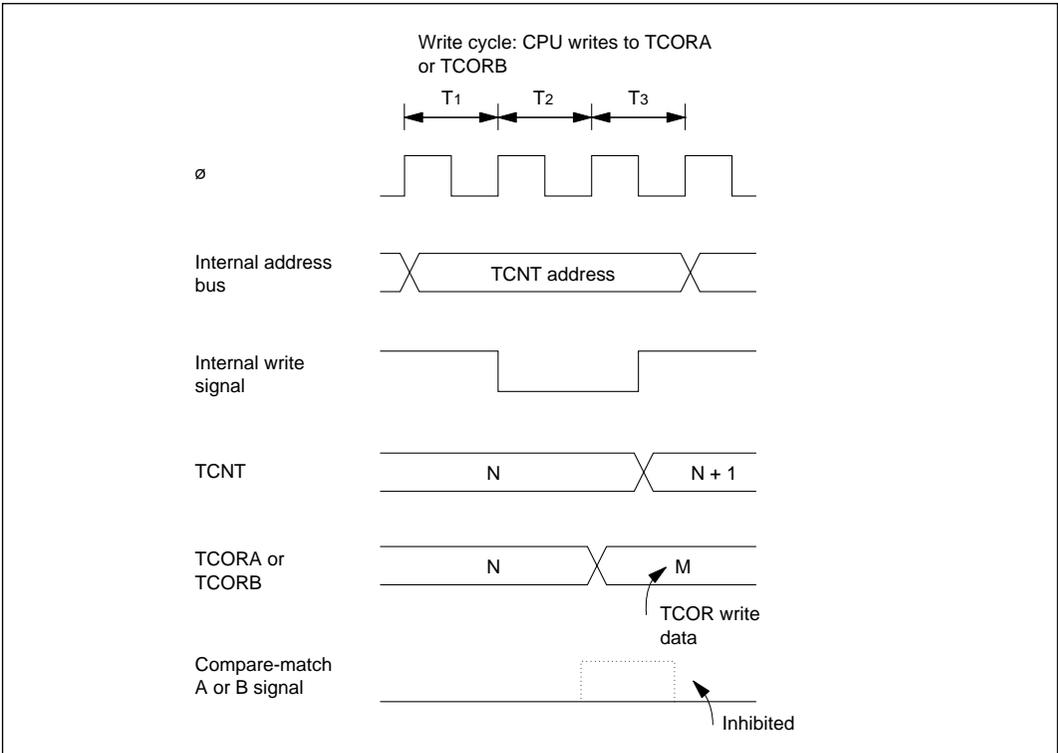 Write cycle: CPU writes to TCORA
or TCORB
T1 T2 T3
ø
Internal address
bus
TCNT address
Internal write
signal
TCNT
N
N + 1
TCORA or
TCORB
N
M
TCOR write
data
Compare-match
A or B signal
Inhibited